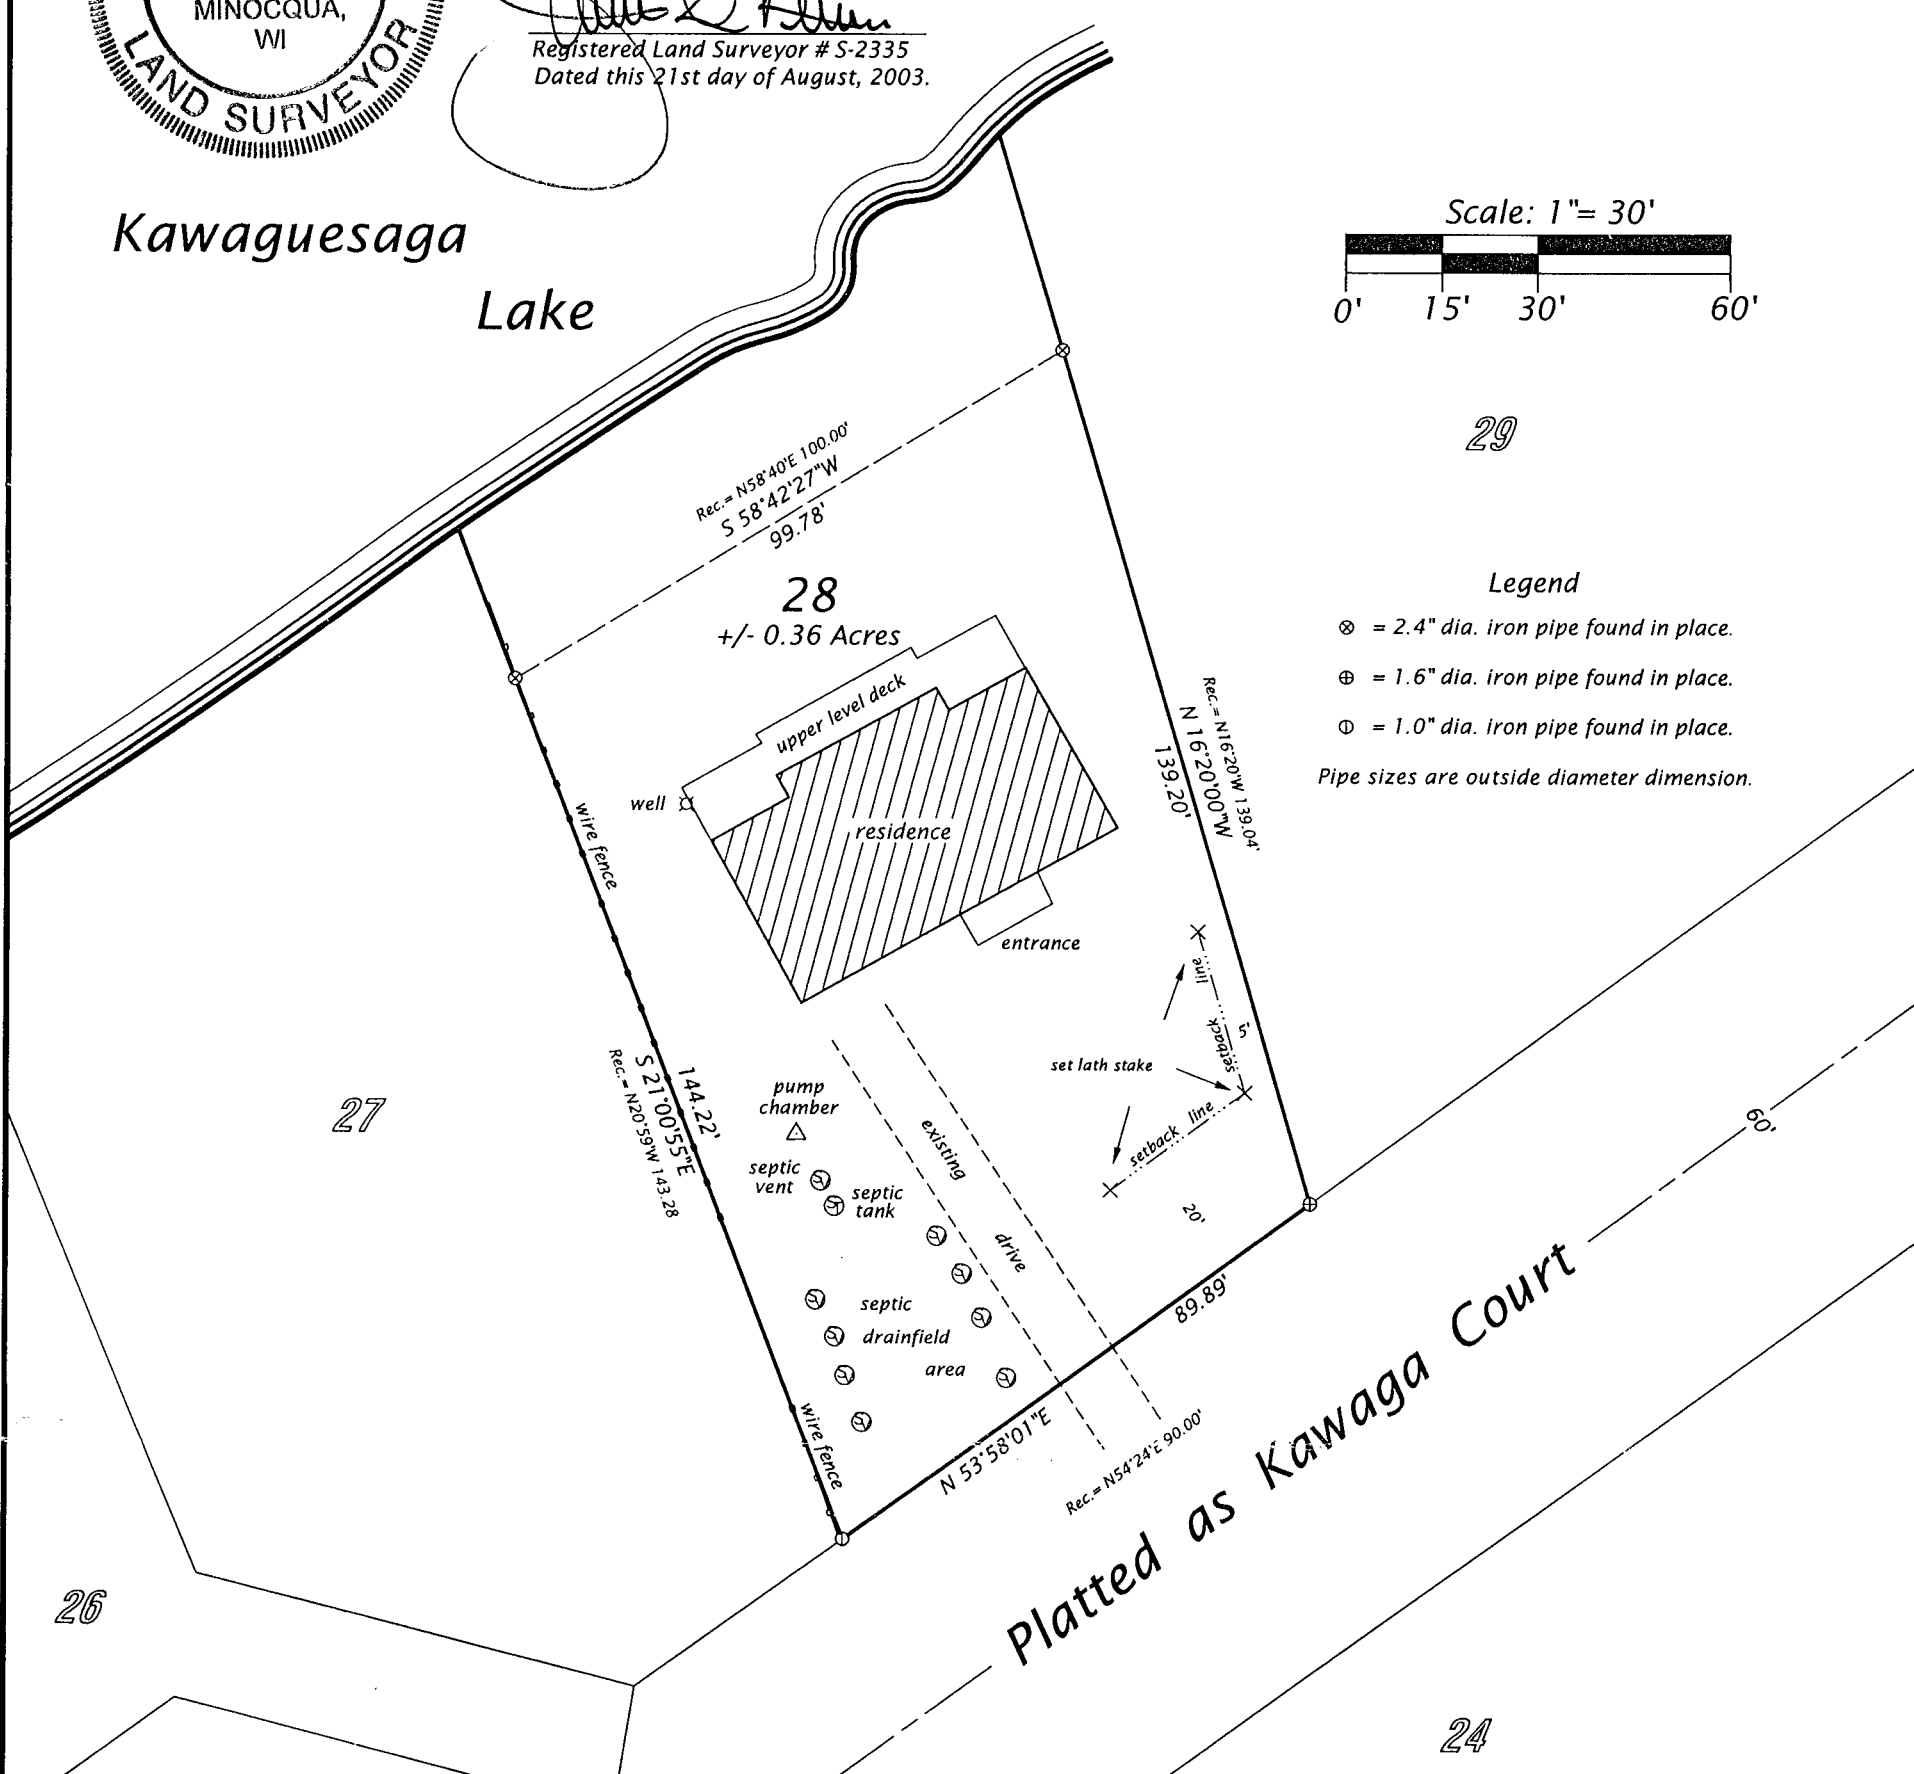 MINOCQUA,
WI
LAND SURVEYOR
Registered Land Surveyor # S-2335
Dated this 21st day of August, 2003.
Kawaguesaga
Lake
Scale: 1"= 30'
0' 15' 30' 60'
29
Rec.= N58°40'E 100.00'
S 58°42'27"W
99.78'
28
+/- 0.36 Acres
Legend
⊗ = 2.4" dia. iron pipe found in place.
⊕ = 1.6" dia. iron pipe found in place.
⦶ = 1.0" dia. iron pipe found in place.
Pipe sizes are outside diameter dimension.
upper level deck
well
wire fence
residence
Rec.= N16°20'W 139.04'
N 16°20'00"W
139.20'
entrance
line
setback
5'
set lath stake
setback line
20'
27
144.22'
S 21°00'55"E
Rec.= N20°59'W 143.28
pump
chamber
septic
vent
septic
tank
existing
drive
septic
drainfield
area
wire fence
89.89'
N 53°58'01"E
Rec.= N54°24'E 90.00'
60'
Platted as Kawaga Court
26
24